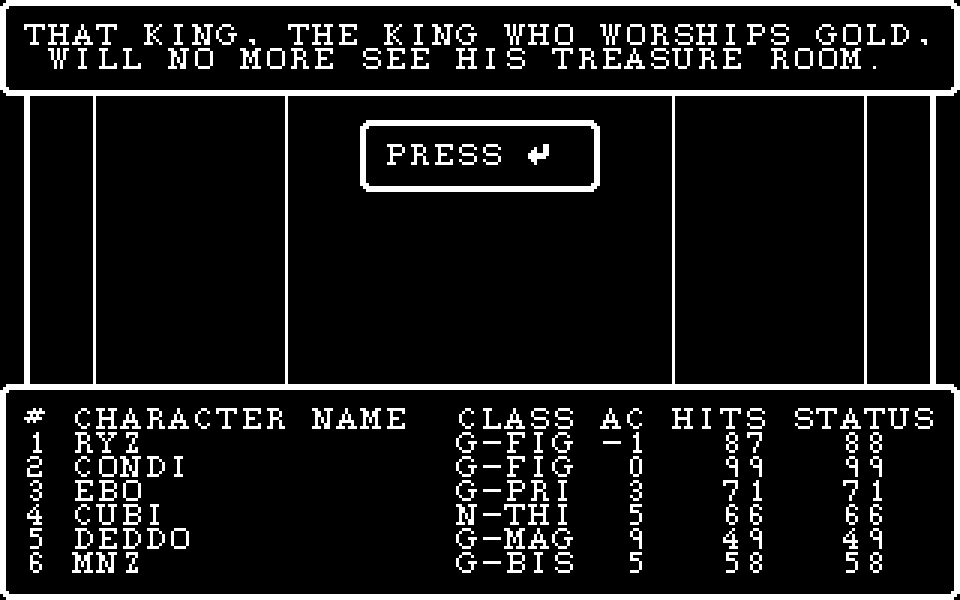 THAT KING, THE KING WHO WORSHIPS GOLD,
WILL NO MORE SEE HIS TREASURE ROOM.
PRESS ↵
# CHARACTER NAME CLASS AC HITS STATUS
1 RYZ G-FIG -1 87 88
2 CONDI G-FIG 0 99 99
3 EBO G-PRI 3 71 71
4 CUBI N-THI 5 66 66
5 DEDDO G-MAG 9 49 49
6 MNZ G-BIS 5 58 58